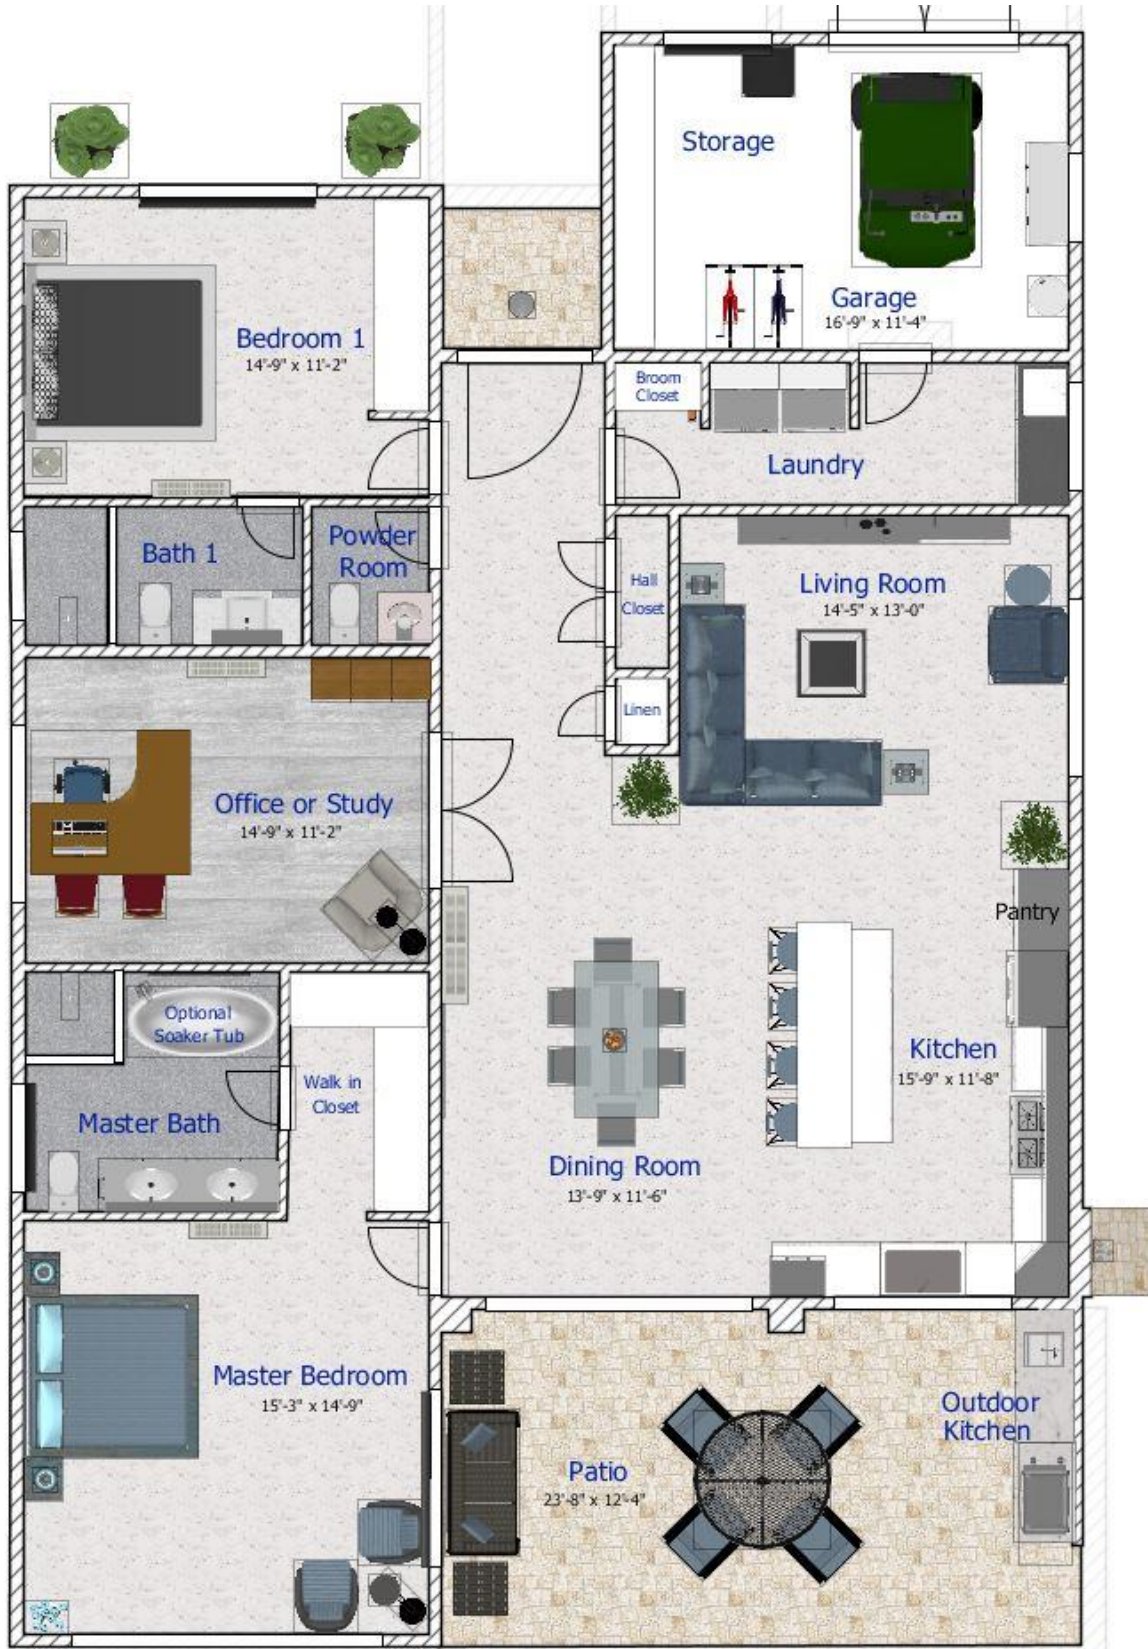 Storage
Garage
16'-9" x 11'-4"
Bedroom 1
14'-9" x 11'-2"
Broom
Closet
Laundry
Bath 1
Powder
Room
Hall
Closet
Living Room
14'-5" x 13'-0"
Linen
Office or Study
14'-9" x 11'-2"
Pantry
Optional
Soaker Tub
Walk in
Closet
Master Bath
Kitchen
15'-9" x 11'-8"
Dining Room
13'-9" x 11'-6"
Master Bedroom
15'-3" x 14'-9"
Outdoor
Kitchen
Patio
23'-8" x 12'-4"